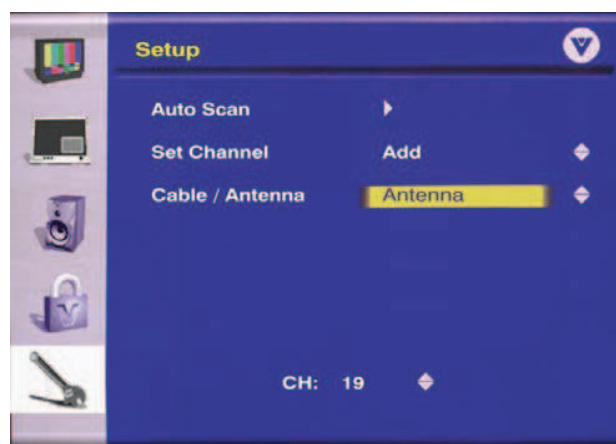 Setup
Auto Scan
Set Channel Add
Cable / Antenna Antenna
CH: 19